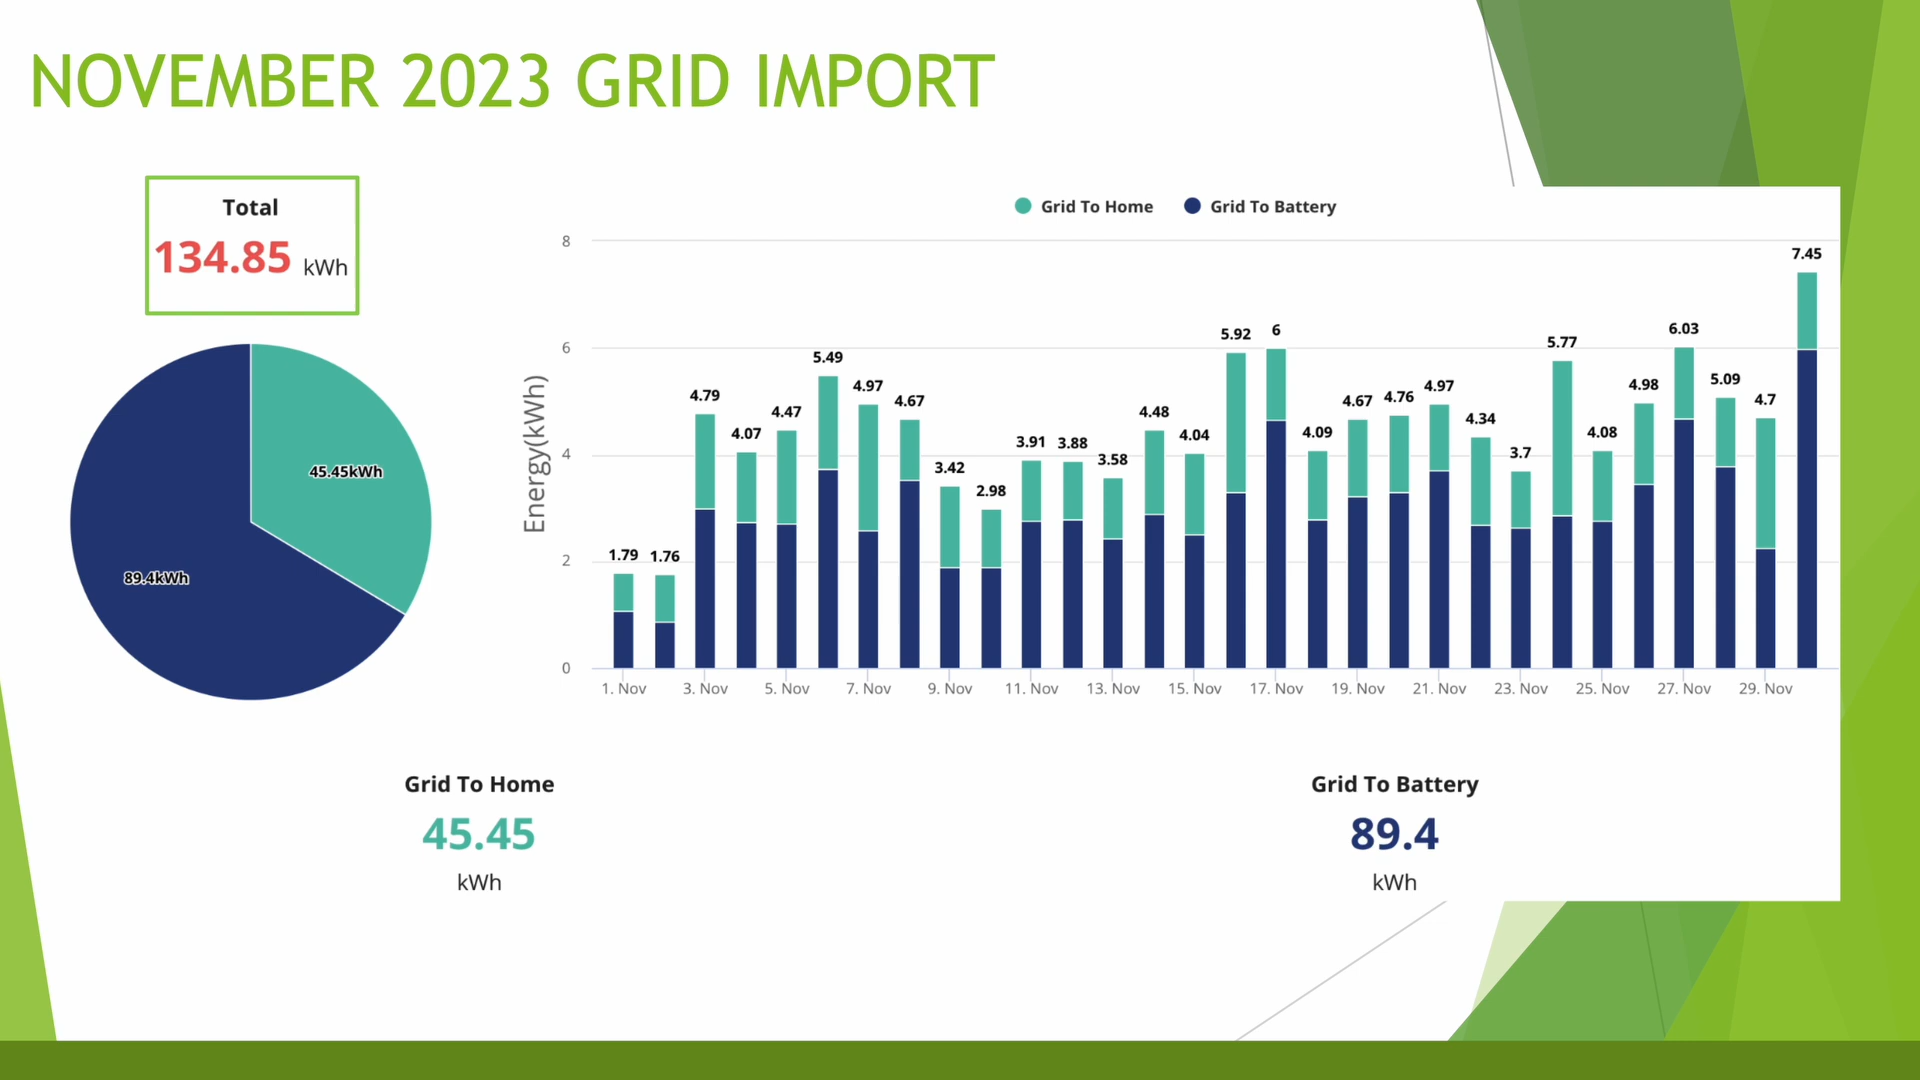 NOVEMBER 2023 GRID IMPORT
Total
134.85 kWh
45.45kWh
89.4kWh
Grid To Home
Grid To Battery
Energy(kWh)
8
6
4
2
0
1.79
1.76
4.79
4.07
4.47
5.49
4.97
4.67
3.42
2.98
3.91
3.88
3.58
4.48
4.04
5.92
6
4.09
4.67
4.76
4.97
4.34
3.7
5.77
4.08
4.98
6.03
5.09
4.7
7.45
1. Nov
3. Nov
5. Nov
7. Nov
9. Nov
11. Nov
13. Nov
15. Nov
17. Nov
19. Nov
21. Nov
23. Nov
25. Nov
27. Nov
29. Nov
Grid To Home
45.45
kWh
Grid To Battery
89.4
kWh